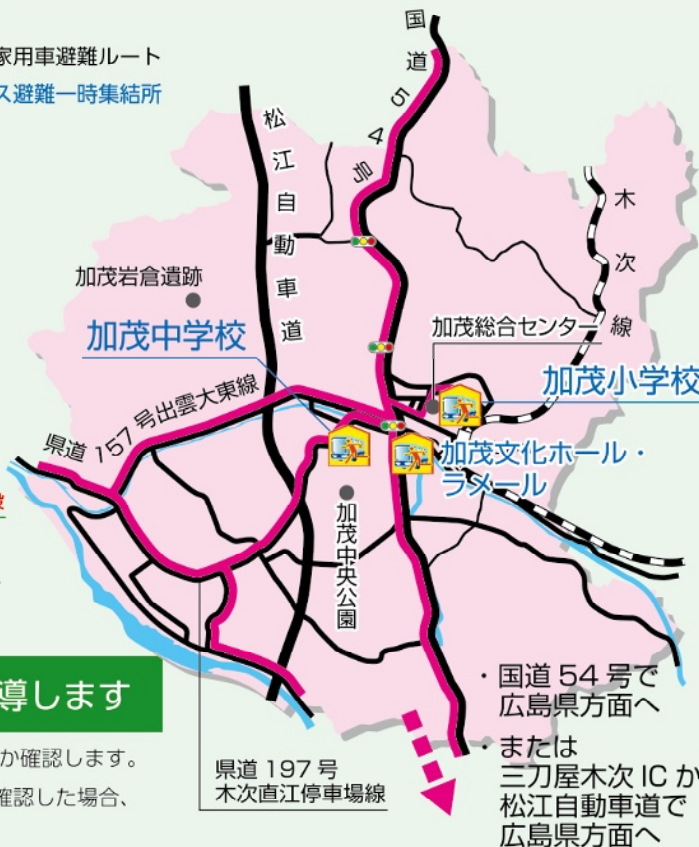 家用車避難ルート
ス避難一時集結所
国道54号
松江自動車道
木次線
加茂岩倉遺跡
加茂中学校
加茂総合センター
加茂小学校
県道157号出雲大東線
加茂文化ホール・
ラメール
加茂中央公園
導します
か確認します。
確認した場合、
県道197号
木次直江停車場線
・国道54号で
広島県方面へ
・または
三刀屋木次ICか
松江自動車道で
広島県方面へ